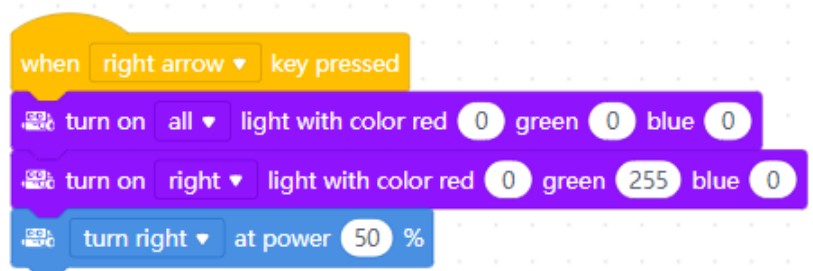 when right arrow key pressed
turn on all light with color red 0 green 0 blue 0
turn on right light with color red 0 green 255 blue 0
turn right at power 50 %